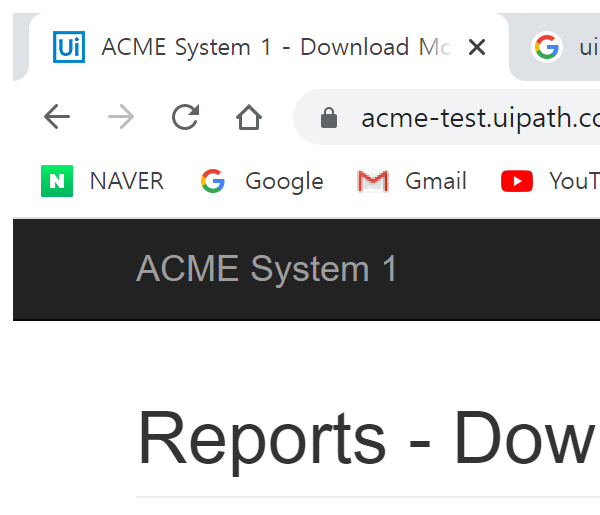 Ui ACME System 1 - Download Mo ui
acme-test.uipath.co
N NAVER Google Gmail YouT
ACME System 1
Reports - Dow